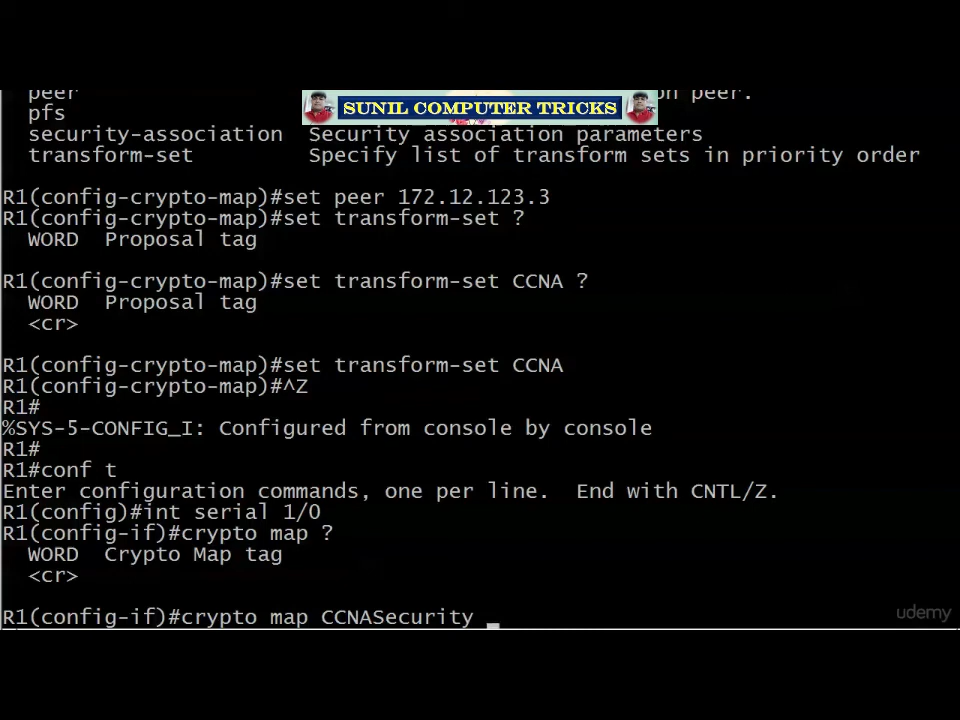 peer on peer.
SUNIL COMPUTER TRICKS
pfs
security-association  Security association parameters
transform-set         Specify list of transform sets in priority order
R1(config-crypto-map)#set peer 172.12.123.3
R1(config-crypto-map)#set transform-set ?
WORD  Proposal tag
R1(config-crypto-map)#set transform-set CCNA ?
WORD  Proposal tag
<cr>
R1(config-crypto-map)#set transform-set CCNA
R1(config-crypto-map)#^Z
R1#
%SYS-5-CONFIG_I: Configured from console by console
R1#
R1#conf t
Enter configuration commands, one per line.  End with CNTL/Z.
R1(config)#int serial 1/0
R1(config-if)#crypto map ?
WORD  Crypto Map tag
<cr>
R1(config-if)#crypto map CCNASecurity _
udemy